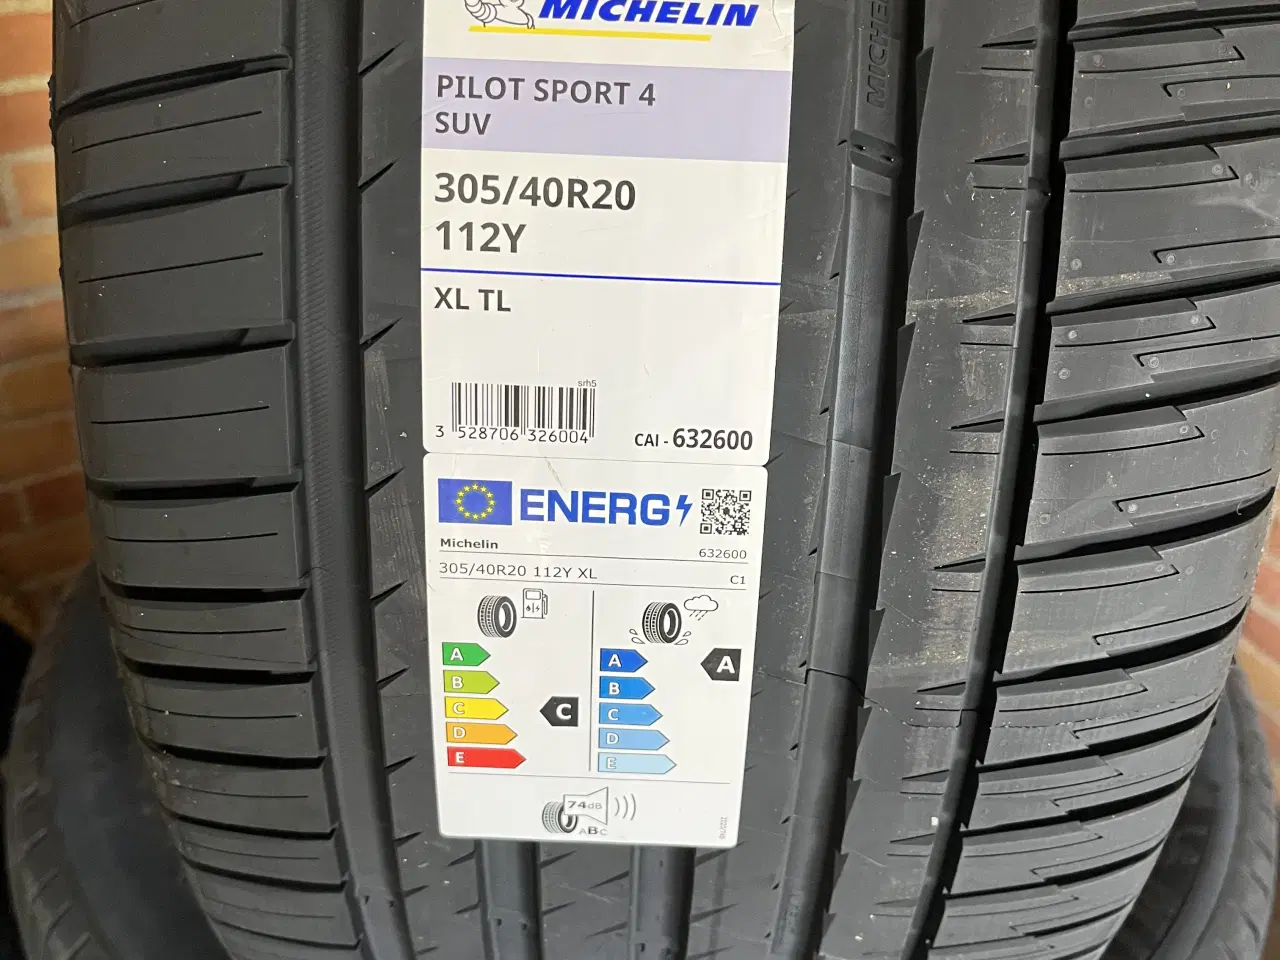 MICHELIN
PILOT SPORT 4
SUV
305/40R20
112Y
XL TL
srh5
3 528706 326004
CAI - 632600
ENERG
Michelin
632600
305/40R20 112Y XL
C1
A
B
C
D
E
C
A
B
C
D
E
A
74dB
ABC